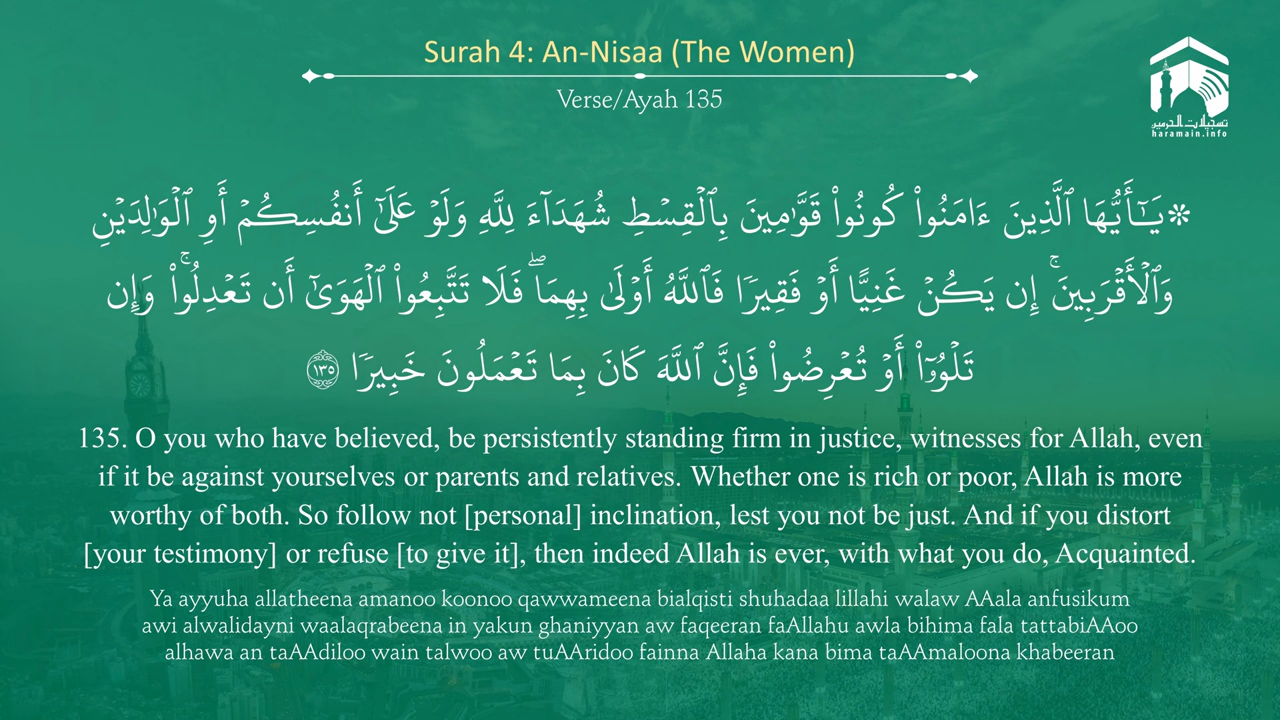 Surah 4: An-Nisaa (The Women)
Verse/Ayah 135
تسجيلات الحرمين
haramain.info
۞ يَـٰٓأَيُّهَا ٱلَّذِينَ ءَامَنُوا۟ كُونُوا۟ قَوَّٰمِينَ بِٱلْقِسْطِ شُهَدَآءَ لِلَّهِ وَلَوْ عَلَىٰٓ أَنفُسِكُمْ أَوِ ٱلْوَٰلِدَيْنِ
وَٱلْأَقْرَبِينَ ۚ إِن يَكُنْ غَنِيًّا أَوْ فَقِيرًا فَٱللَّهُ أَوْلَىٰ بِهِمَا ۖ فَلَا تَتَّبِعُوا۟ ٱلْهَوَىٰٓ أَن تَعْدِلُوا۟ ۚ وَإِن
تَلْوُۥٓا۟ أَوْ تُعْرِضُوا۟ فَإِنَّ ٱللَّهَ كَانَ بِمَا تَعْمَلُونَ خَبِيرًا ١٣٥
135. O you who have believed, be persistently standing firm in justice, witnesses for Allah, even
if it be against yourselves or parents and relatives. Whether one is rich or poor, Allah is more
worthy of both. So follow not [personal] inclination, lest you not be just. And if you distort
[your testimony] or refuse [to give it], then indeed Allah is ever, with what you do, Acquainted.
Ya ayyuha allatheena amanoo koonoo qawwameena bialqisti shuhadaa lillahi walaw AAala anfusikum
awi alwalidayni waalaqrabeena in yakun ghaniyyan aw faqeeran faAllahu awla bihima fala tattabiAAoo
alhawa an taAAdiloo wain talwoo aw tuAAridoo fainna Allaha kana bima taAAmaloona khabeeran